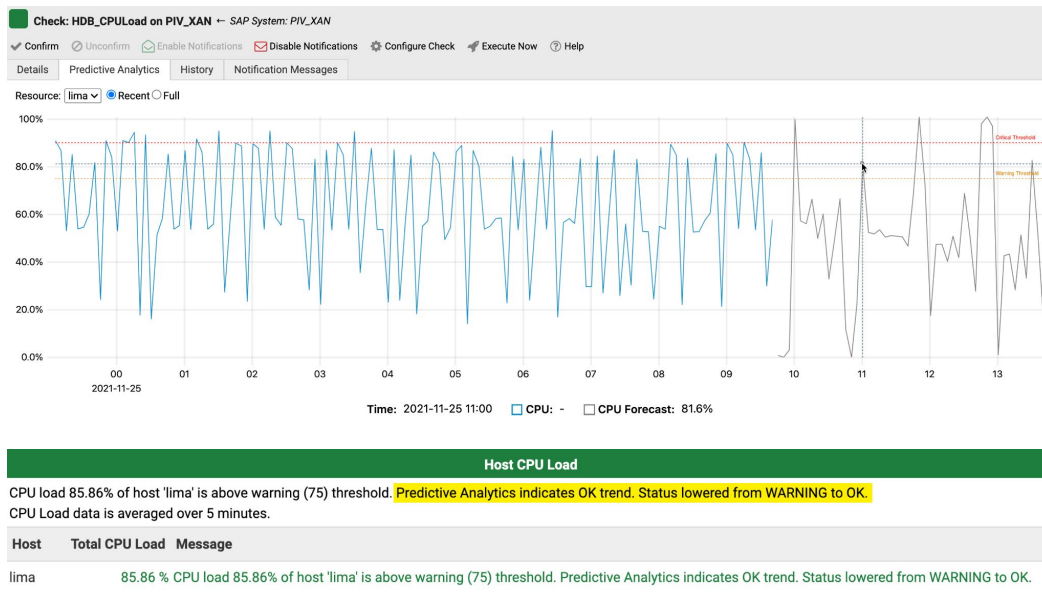 Check: HDB_CPULoad on PIV_XAN ← SAP System: PIV_XAN
Confirm Unconfirm Enable Notifications Disable Notifications Configure Check Execute Now Help
Details Predictive Analytics History Notification Messages
Resource: lima Recent Full
100%
Critical Threshold
80.0%
Warning Threshold
60.0%
40.0%
20.0%
0.0%
00 01 02 03 04 05 06 07 08 09 10 11 12 13
2021-11-25
Time: 2021-11-25 11:00 CPU: - CPU Forecast: 81.6%
Host CPU Load
CPU load 85.86% of host 'lima' is above warning (75) threshold. Predictive Analytics indicates OK trend. Status lowered from WARNING to OK.
CPU Load data is averaged over 5 minutes.
Host Total CPU Load Message
lima 85.86 % CPU load 85.86% of host 'lima' is above warning (75) threshold. Predictive Analytics indicates OK trend. Status lowered from WARNING to OK.